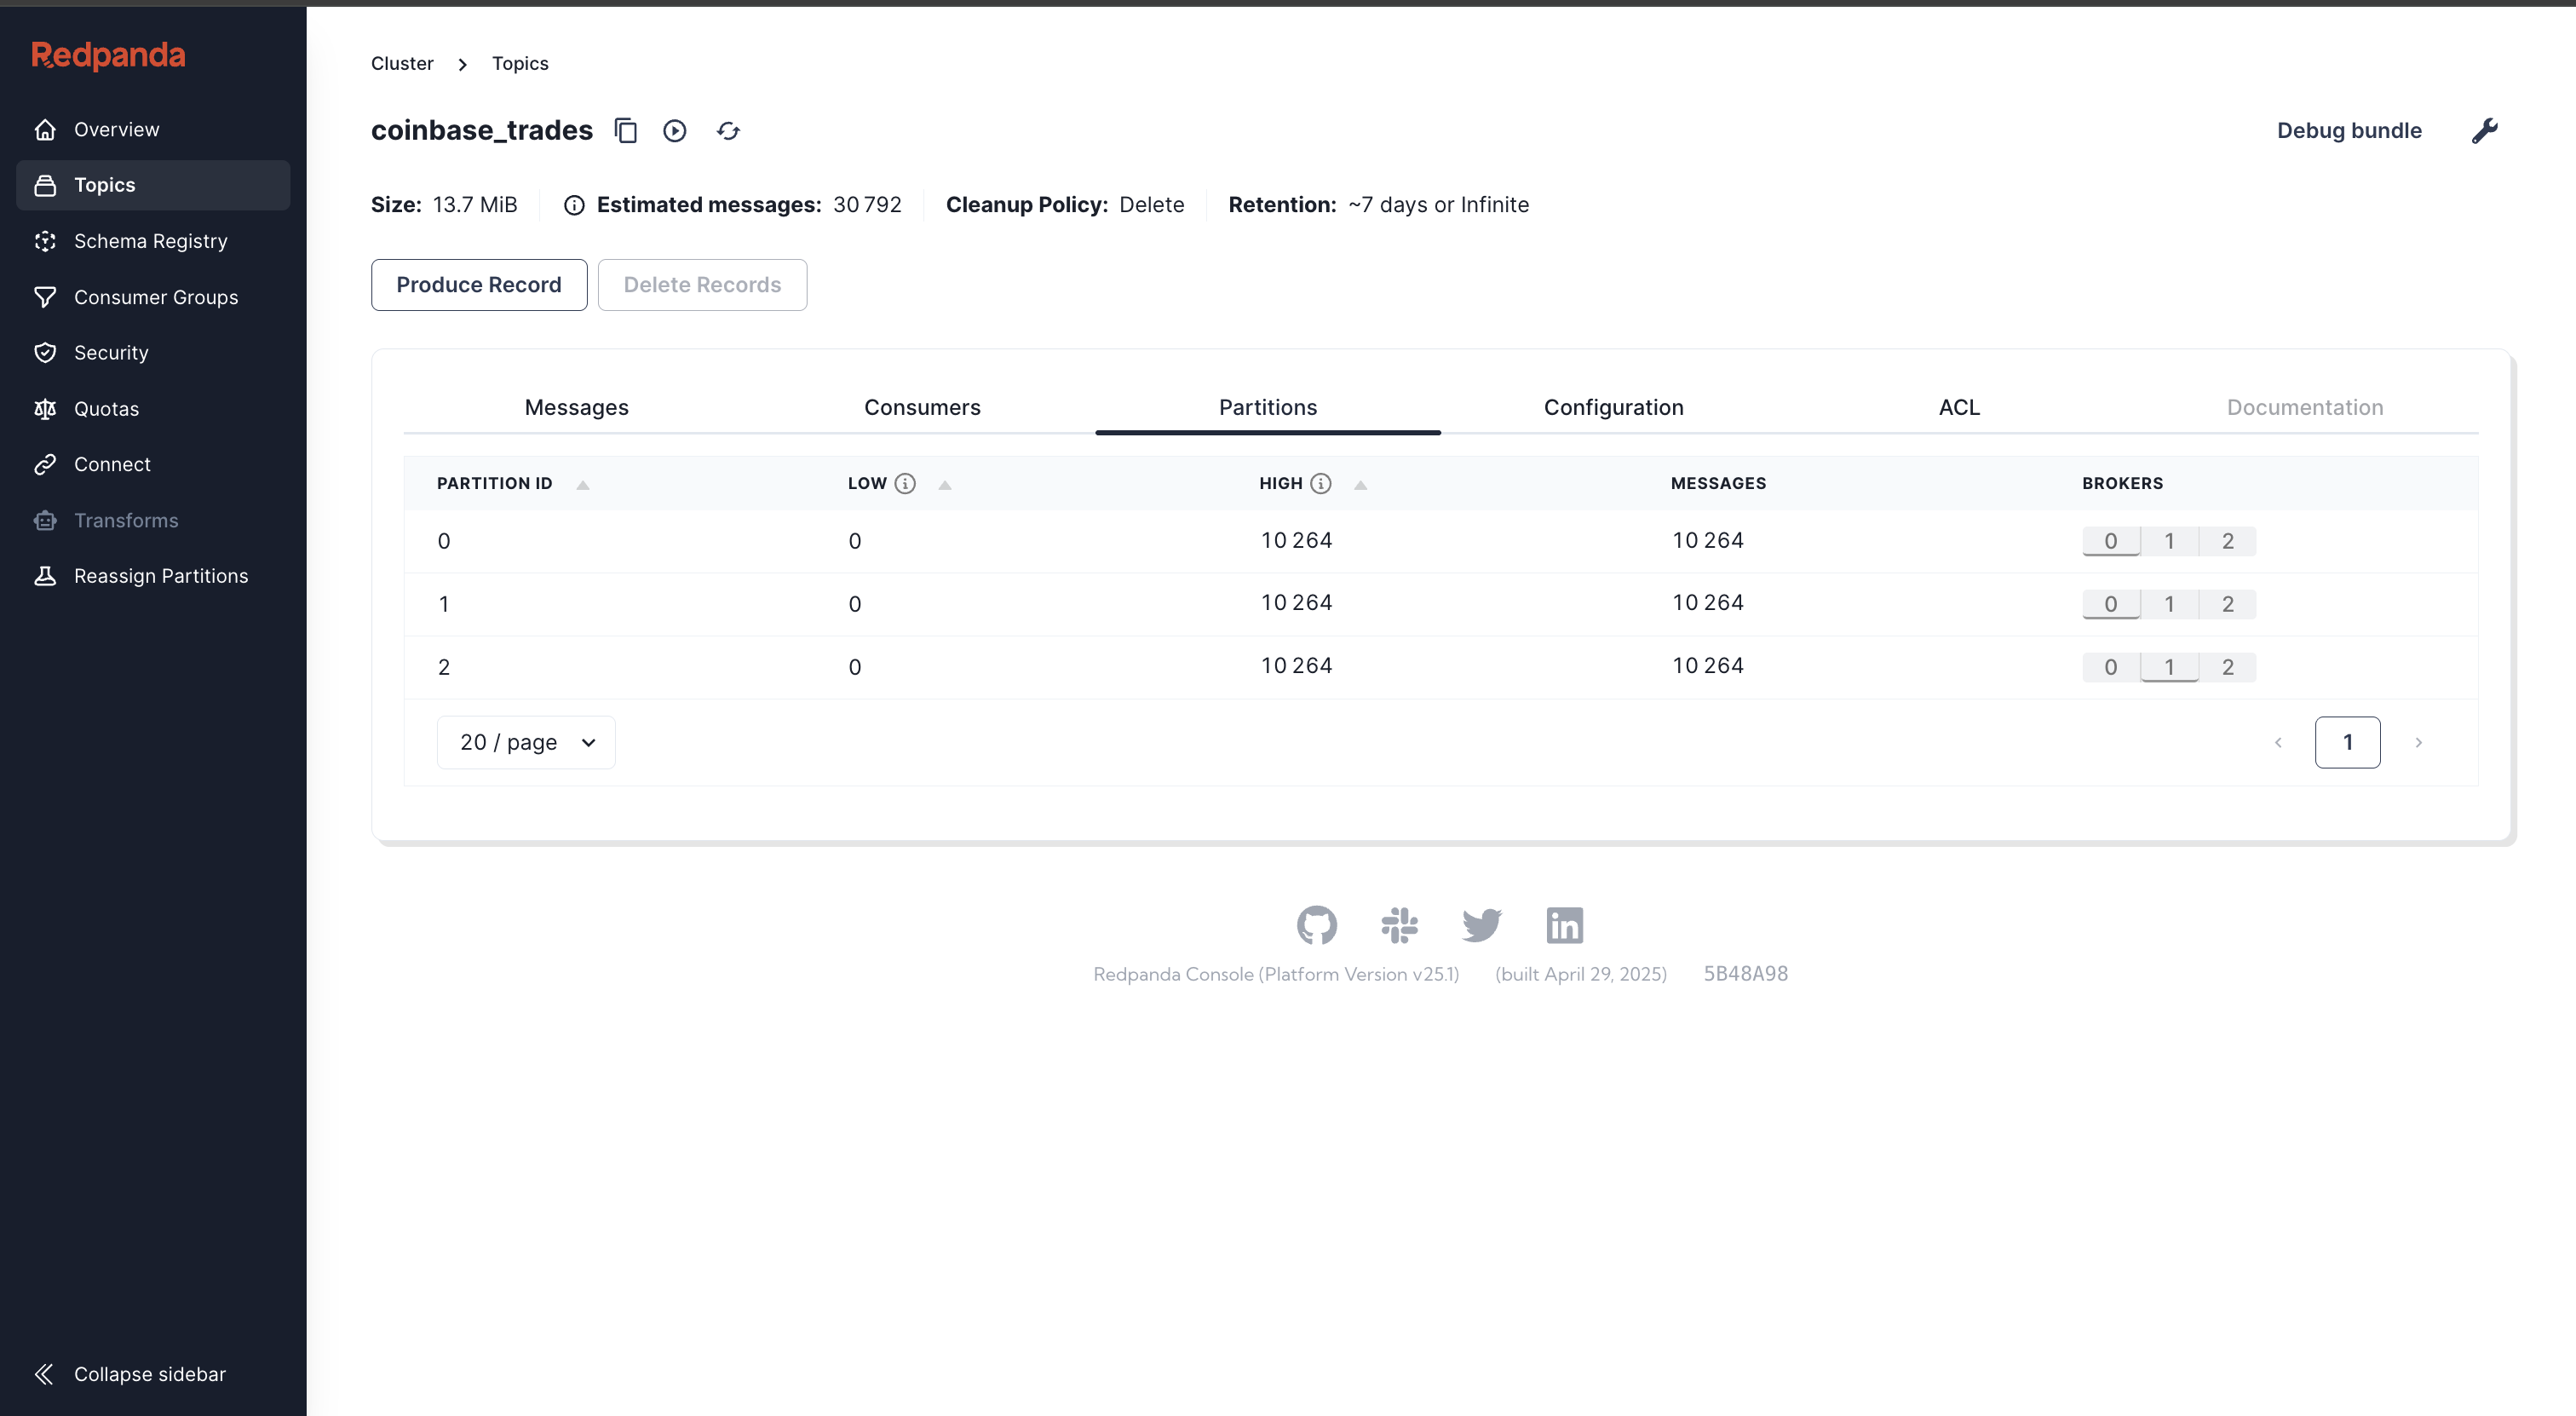 Redpanda
Overview
Topics
Schema Registry
Consumer Groups
Security
Quotas
Connect
Transforms
Reassign Partitions
Collapse sidebar
Cluster > Topics
coinbase_trades
Debug bundle
Size: 13.7 MiB Estimated messages: 30 792 Cleanup Policy: Delete Retention: ~7 days or Infinite
Produce Record Delete Records
Messages Consumers Partitions Configuration ACL Documentation
PARTITION ID LOW HIGH MESSAGES BROKERS
0 0 10 264 10 264 0 1 2
1 0 10 264 10 264 0 1 2
2 0 10 264 10 264 0 1 2
20 / page 1
Redpanda Console (Platform Version v25.1) (built April 29, 2025) 5B48A98